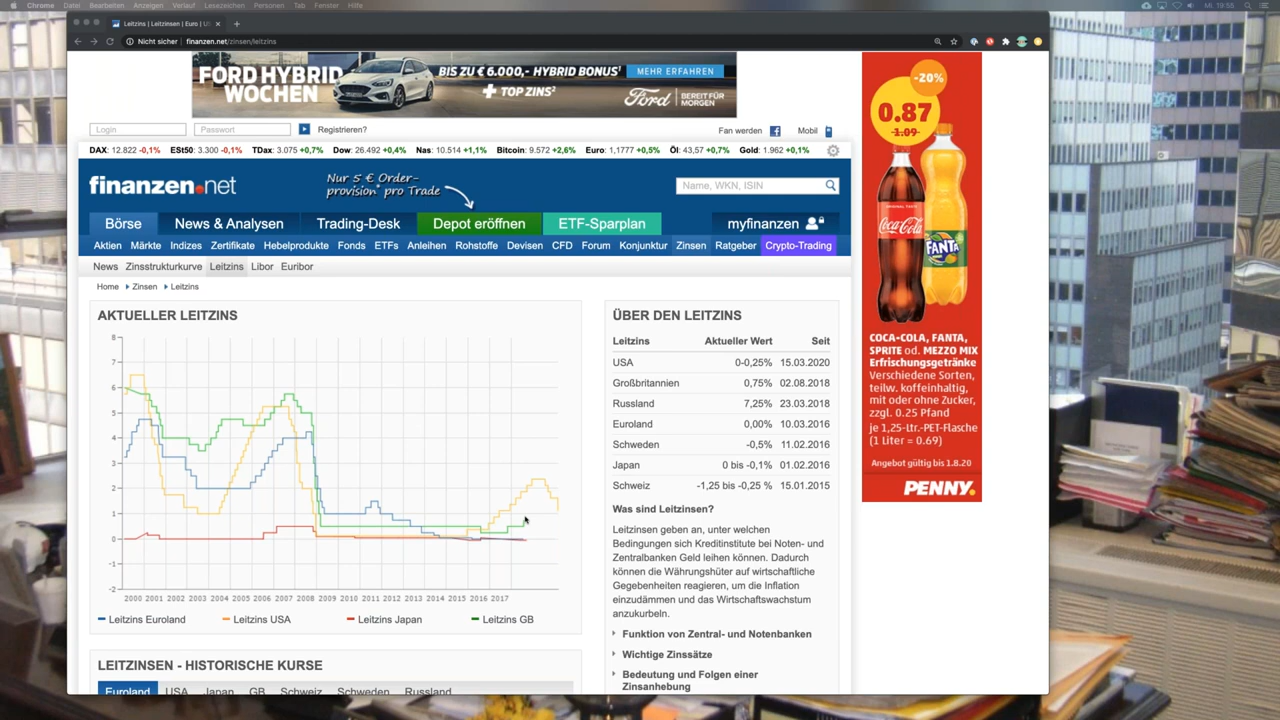 Chrome Datei Bearbeiten Anzeigen Verlauf Lesezeichen Personen Tab Fenster Hilfe
Mi. 19:55
Leitzins | Leitzinsen | Euro | US
Nicht sicher | finanzen.net/zinsen/leitzins
FORD HYBRID
WOCHEN
BIS ZU € 6.000,- HYBRID BONUS¹
+ TOP ZINS²
MEHR ERFAHREN
Ford BEREIT FÜR
MORGEN
Login Passwort Registrieren?
Fan werden Mobil
DAX: 12.822 -0,1% ESt50: 3.300 -0,1% TDax: 3.075 +0,7% Dow: 26.492 +0,4% Nas: 10.514 +1,1% Bitcoin: 9.572 +2,6% Euro: 1,1777 +0,5% Öl: 43,57 +0,7% Gold: 1.962 +0,1%
finanzen.net
Nur 5 € Order-
provision* pro Trade
Name, WKN, ISIN
Börse News & Analysen Trading-Desk Depot eröffnen ETF-Sparplan myfinanzen
Aktien Märkte Indizes Zertifikate Hebelprodukte Fonds ETFs Anleihen Rohstoffe Devisen CFD Forum Konjunktur Zinsen Ratgeber Crypto-Trading
News Zinsstrukturkurve Leitzins Libor Euribor
Home Zinsen Leitzins
AKTUELLER LEITZINS
8
7
6
5
4
3
2
1
0
-1
-2
2000 2001 2002 2003 2004 2005 2006 2007 2008 2009 2010 2011 2012 2013 2014 2015 2016 2017
Leitzins Euroland Leitzins USA Leitzins Japan Leitzins GB
LEITZINSEN - HISTORISCHE KURSE
Euroland USA Japan GB Schweiz Schweden Russland
ÜBER DEN LEITZINS
Leitzins Aktueller Wert Seit
USA 0-0,25% 15.03.2020
Großbritannien 0,75% 02.08.2018
Russland 7,25% 23.03.2018
Euroland 0,00% 10.03.2016
Schweden -0,5% 11.02.2016
Japan 0 bis -0,1% 01.02.2016
Schweiz -1,25 bis -0,25 % 15.01.2015
Was sind Leitzinsen?
Leitzinsen geben an, unter welchen
Bedingungen sich Kreditinstitute bei Noten- und
Zentralbanken Geld leihen können. Dadurch
können die Währungshüter auf wirtschaftliche
Gegebenheiten reagieren, um die Inflation
einzudämmen und das Wirtschaftswachstum
anzukurbeln.
Funktion von Zentral- und Notenbanken
Wichtige Zinssätze
Bedeutung und Folgen einer
Zinsanhebung
-20%
0.87
1.09
ORIGINAL TASTE
Coca-Cola
FANTA
COCA-COLA, FANTA,
SPRITE od. MEZZO MIX
Erfrischungsgetränke
Verschiedene Sorten,
teilw. koffeinhaltig,
mit oder ohne Zucker,
zzgl. 0.25 Pfand
je 1,25-Ltr.-PET-Flasche
(1 Liter = 0.69)
Angebot gültig bis 1.8.20
PENNY.